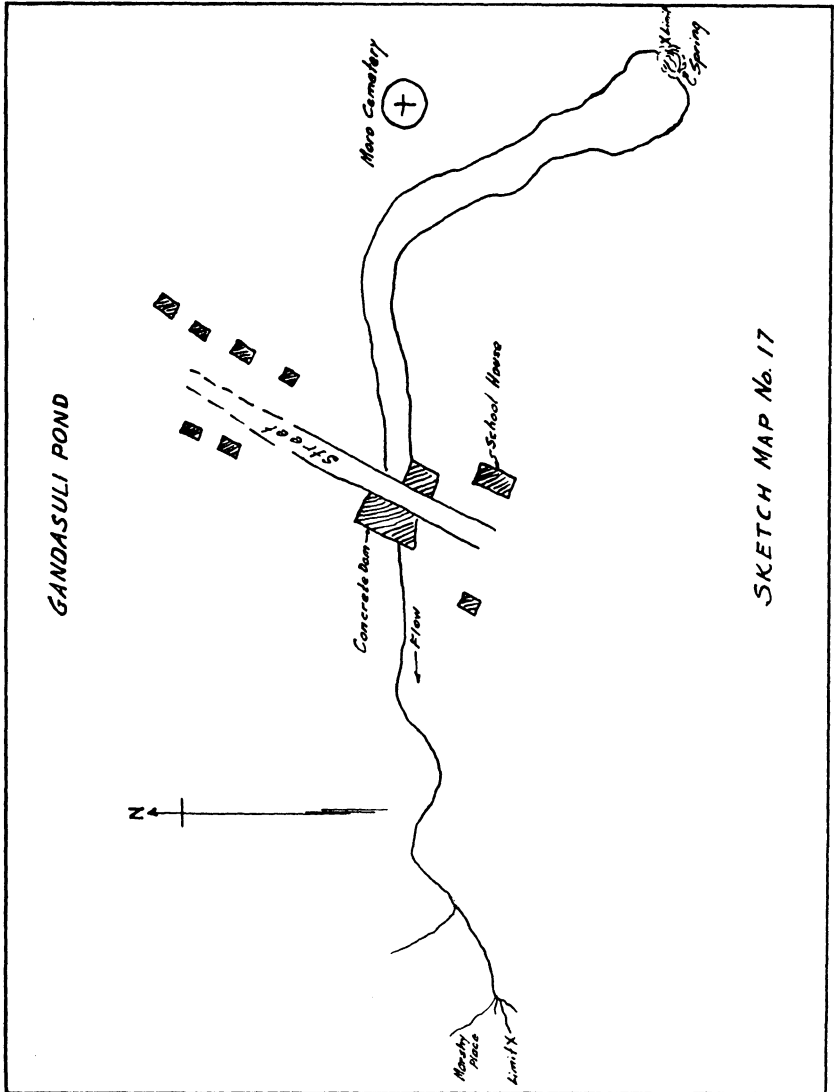 GANDASULI POND
N
Moro Cemetery
X Limit
Spring
Street
Concrete Dam
School House
Flow
Marshy
Place
Limit X
SKETCH MAP No. 17